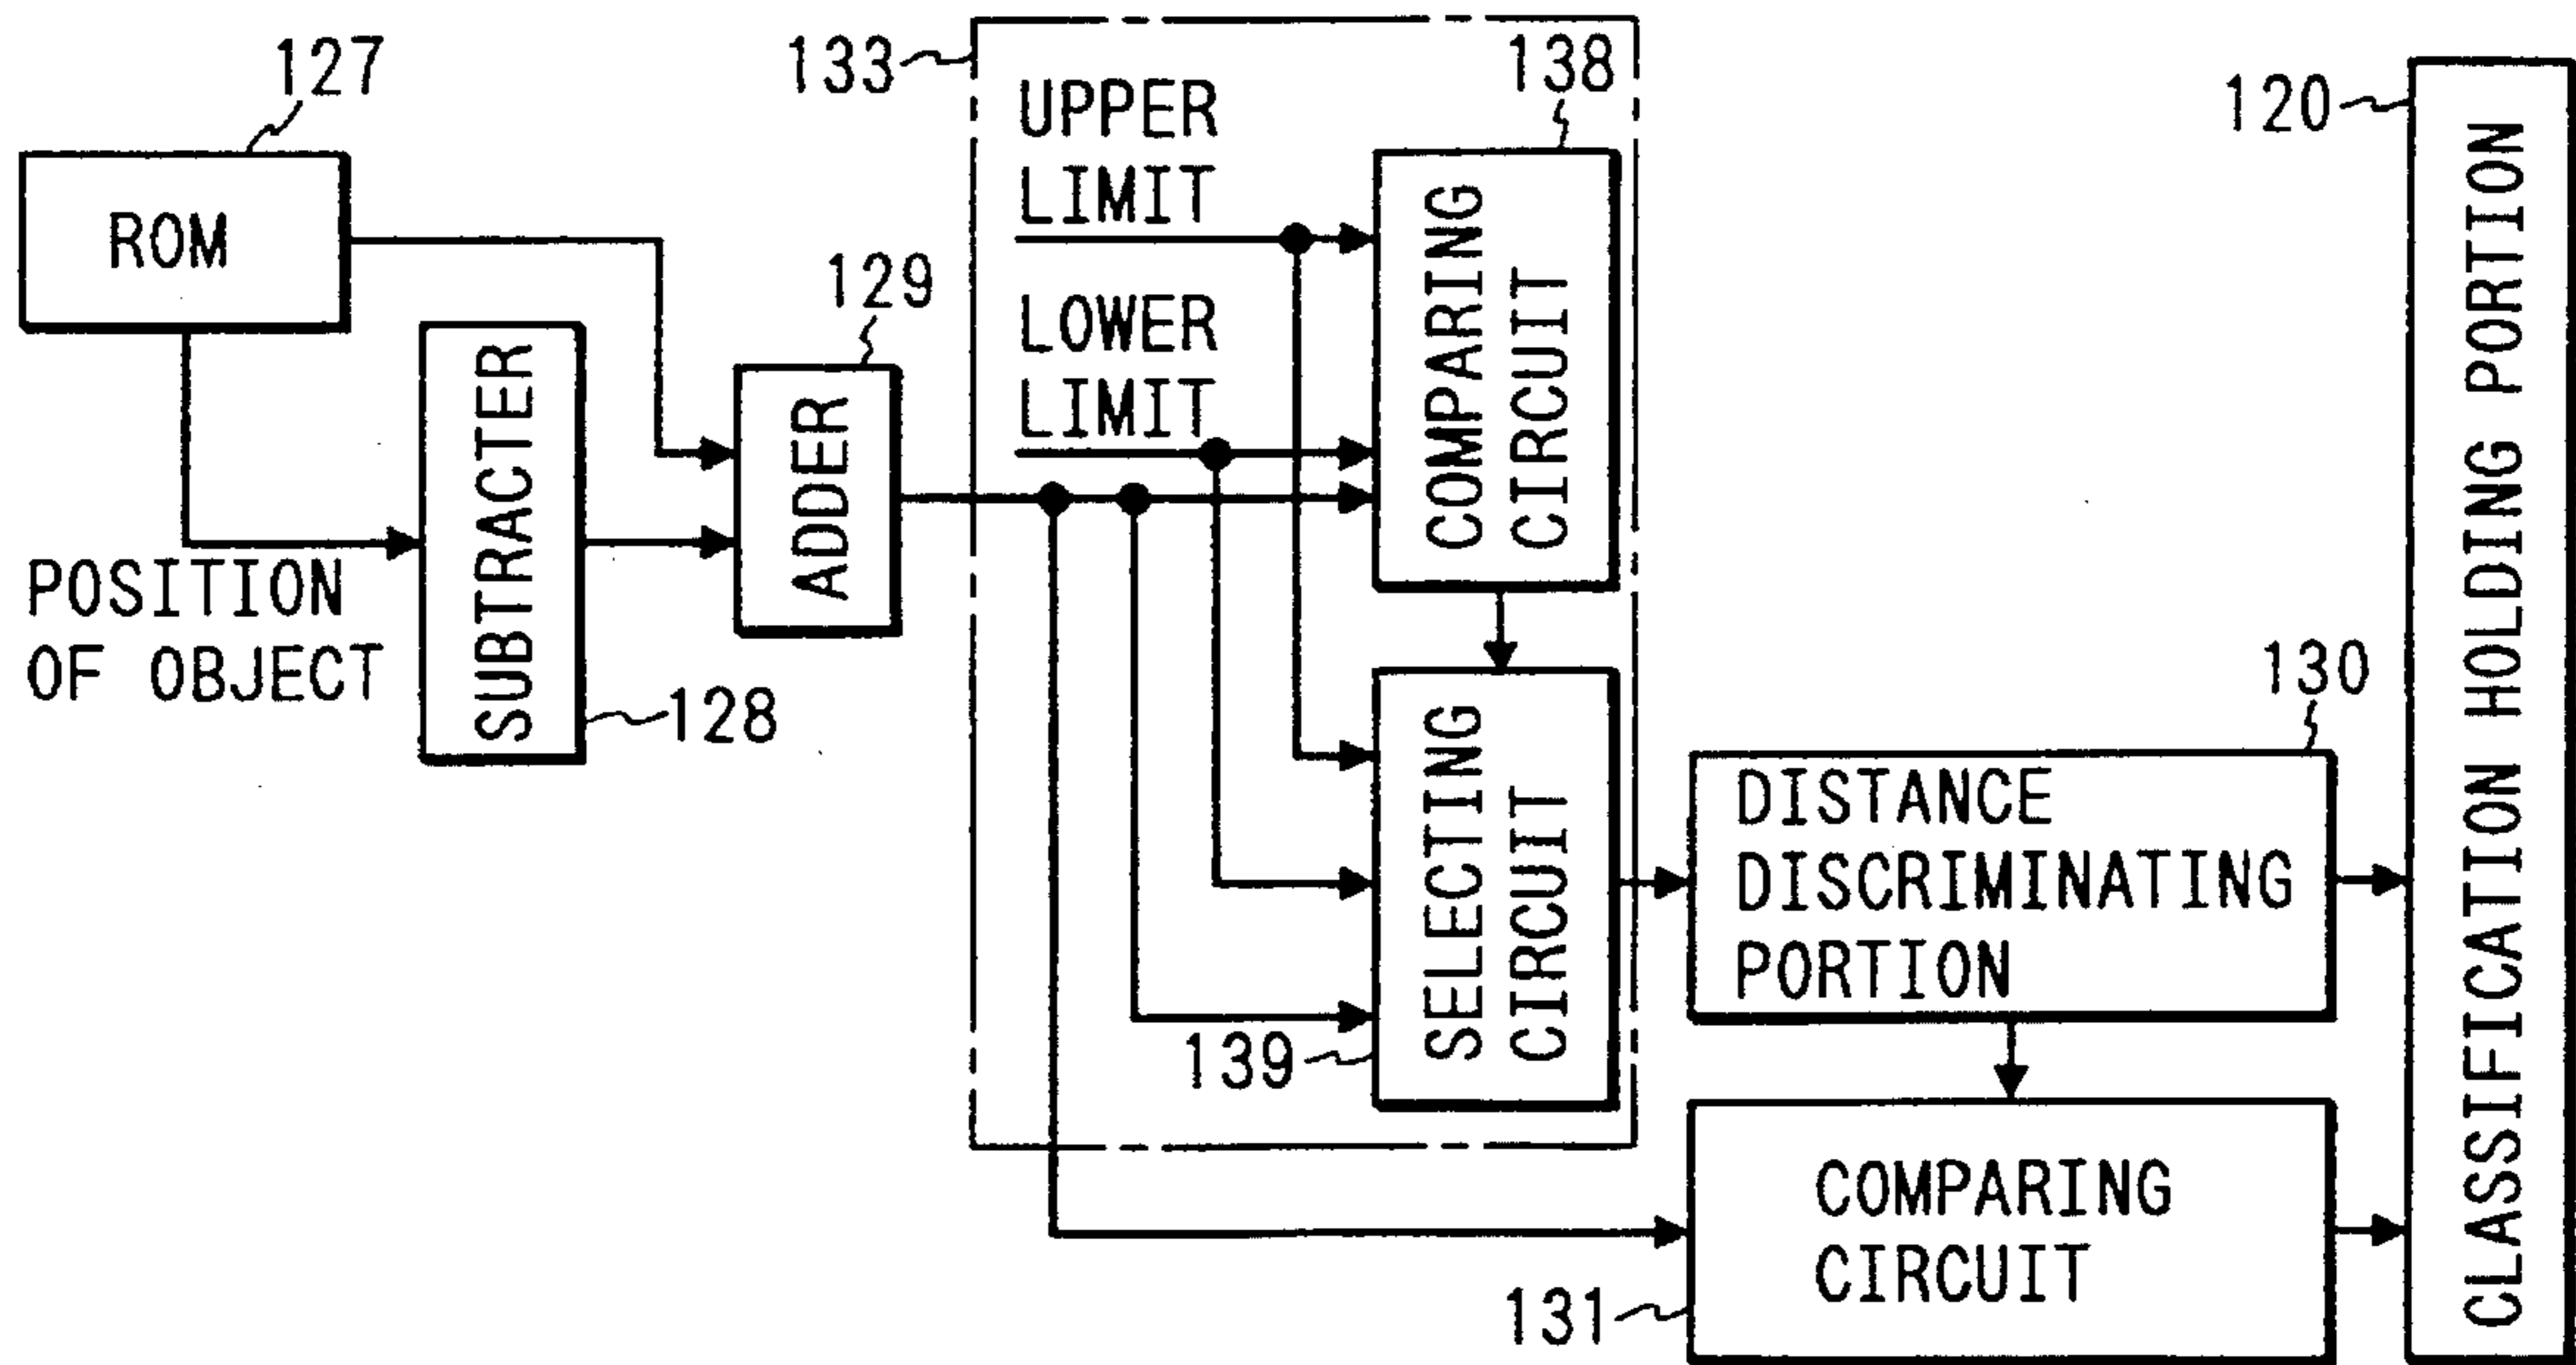 127
ROM
POSITION
OF OBJECT
SUBTRACTER
128
129
ADDER
133
UPPER
LIMIT
LOWER
LIMIT
138
COMPARING
CIRCUIT
SELECTING
CIRCUIT
139
130
DISTANCE
DISCRIMINATING
PORTION
COMPARING
CIRCUIT
131
120
CLASSIFICATION HOLDING PORTION